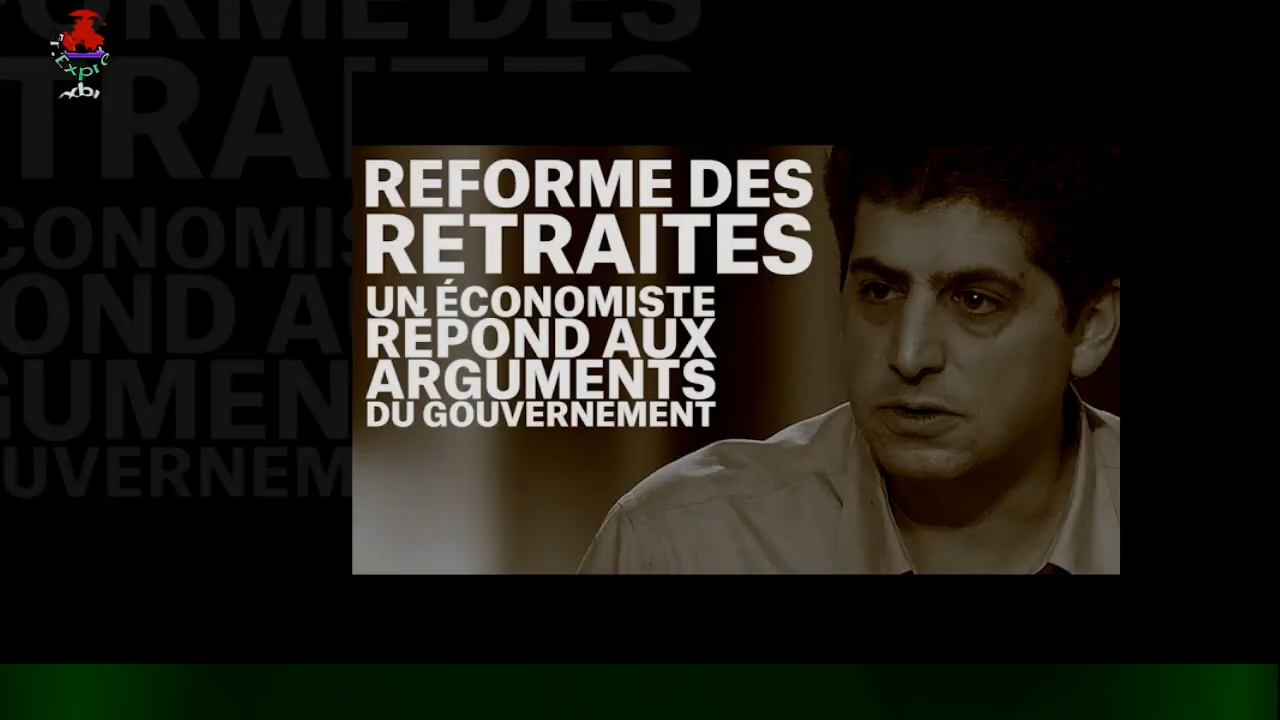 REFORME DES
RETRAITES
UN ÉCONOMISTE
RÉPOND AUX
ARGUMENTS
DU GOUVERNEMENT